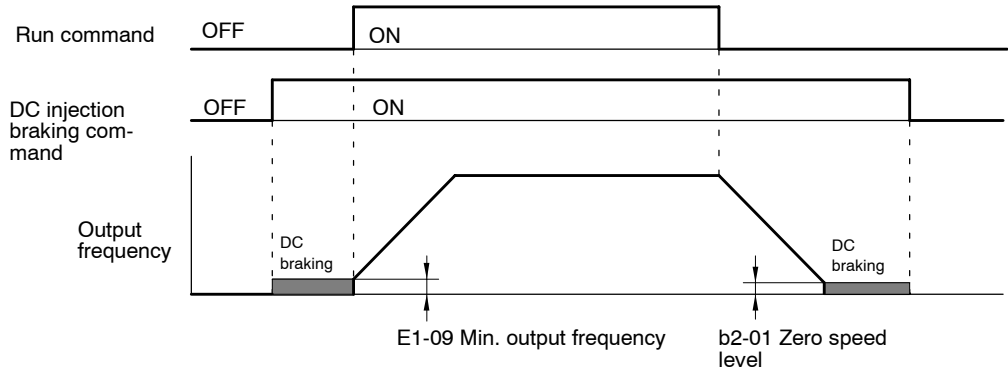 Run command
OFF
ON
DC injection
braking com-
mand
OFF
ON
Output
frequency
DC
braking
DC
braking
E1-09 Min. output frequency
b2-01 Zero speed
level